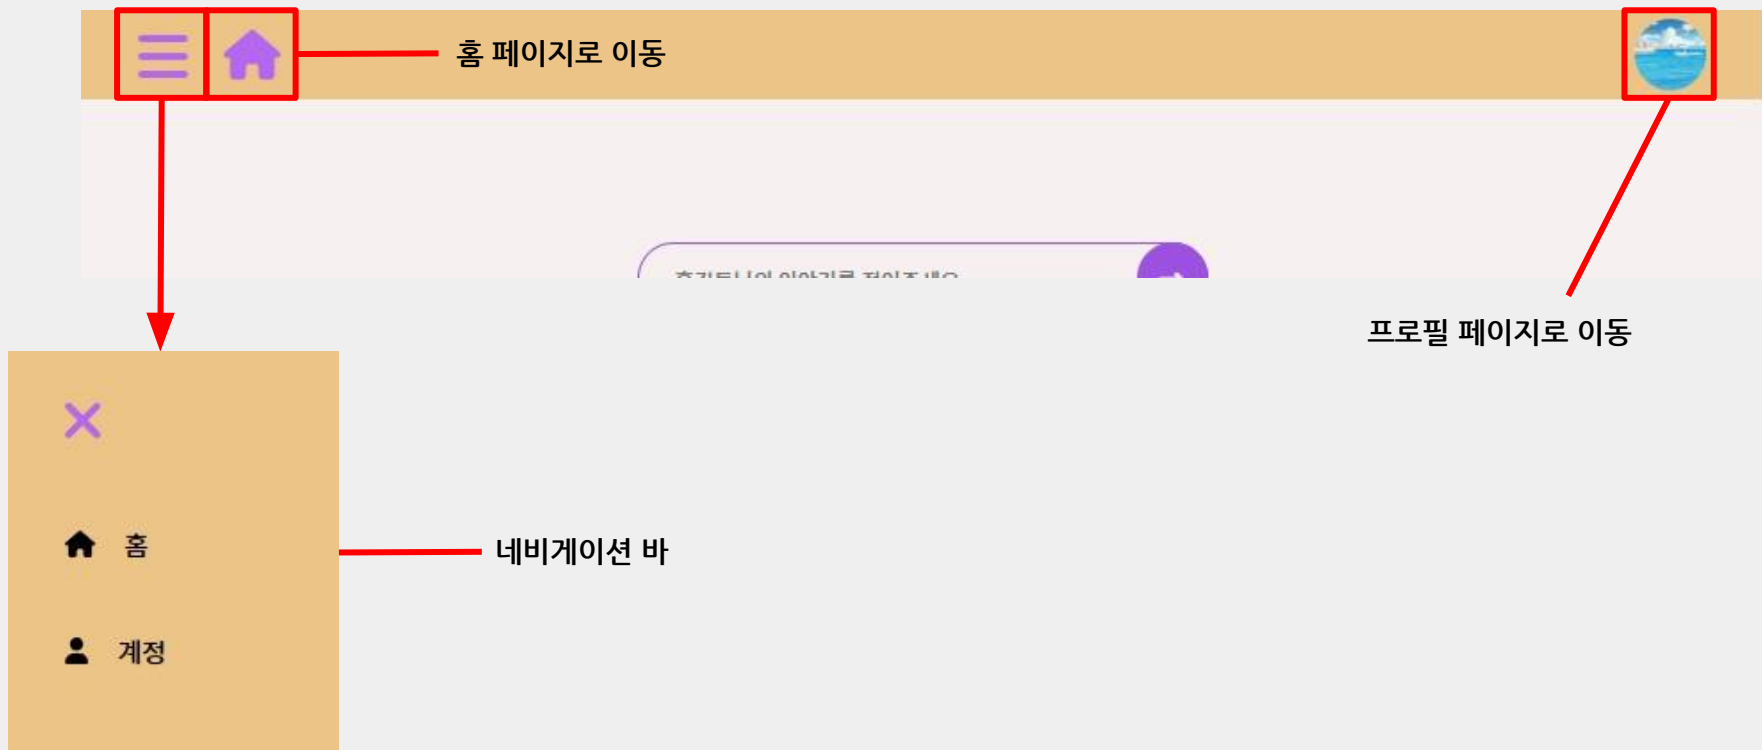 홈 페이지로 이동
프로필 페이지로 이동
홈
네비게이션 바
계정